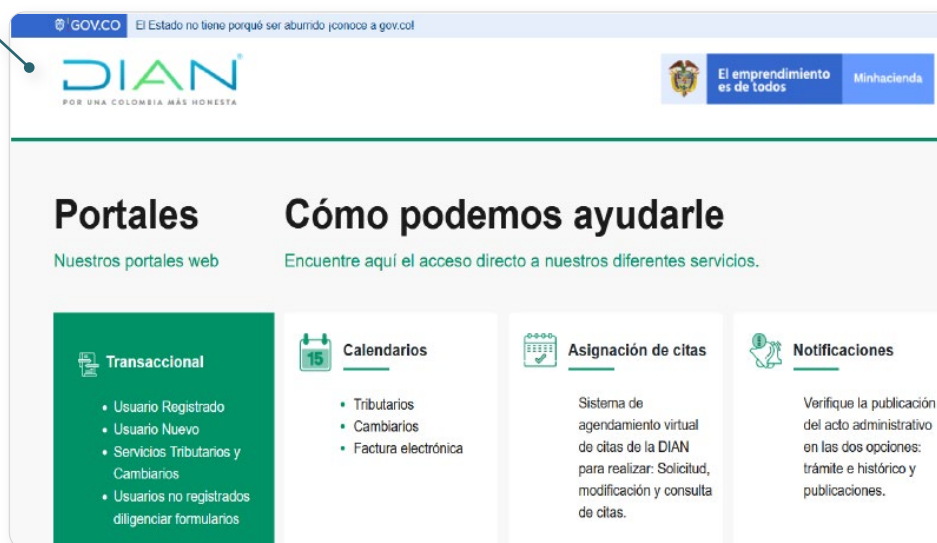 GOV.CO El Estado no tiene porqué ser aburrido ¡conoce a gov.co!
DIAN
POR UNA COLOMBIA MÁS HONESTA
El emprendimiento
es de todos
Minhacienda
Portales
Nuestros portales web
Cómo podemos ayudarle
Encuentre aquí el acceso directo a nuestros diferentes servicios.
Transaccional
• Usuario Registrado
• Usuario Nuevo
• Servicios Tributarios y
Cambiarios
• Usuarios no registrados
diligenciar formularios
15
Calendarios
• Tributarios
• Cambiarios
• Factura electrónica
Asignación de citas
Sistema de
agendamiento virtual
de citas de la DIAN
para realizar: Solicitud,
modificación y consulta
de citas.
Notificaciones
Verifique la publicación
del acto administrativo
en las dos opciones:
trámite e histórico y
publicaciones.